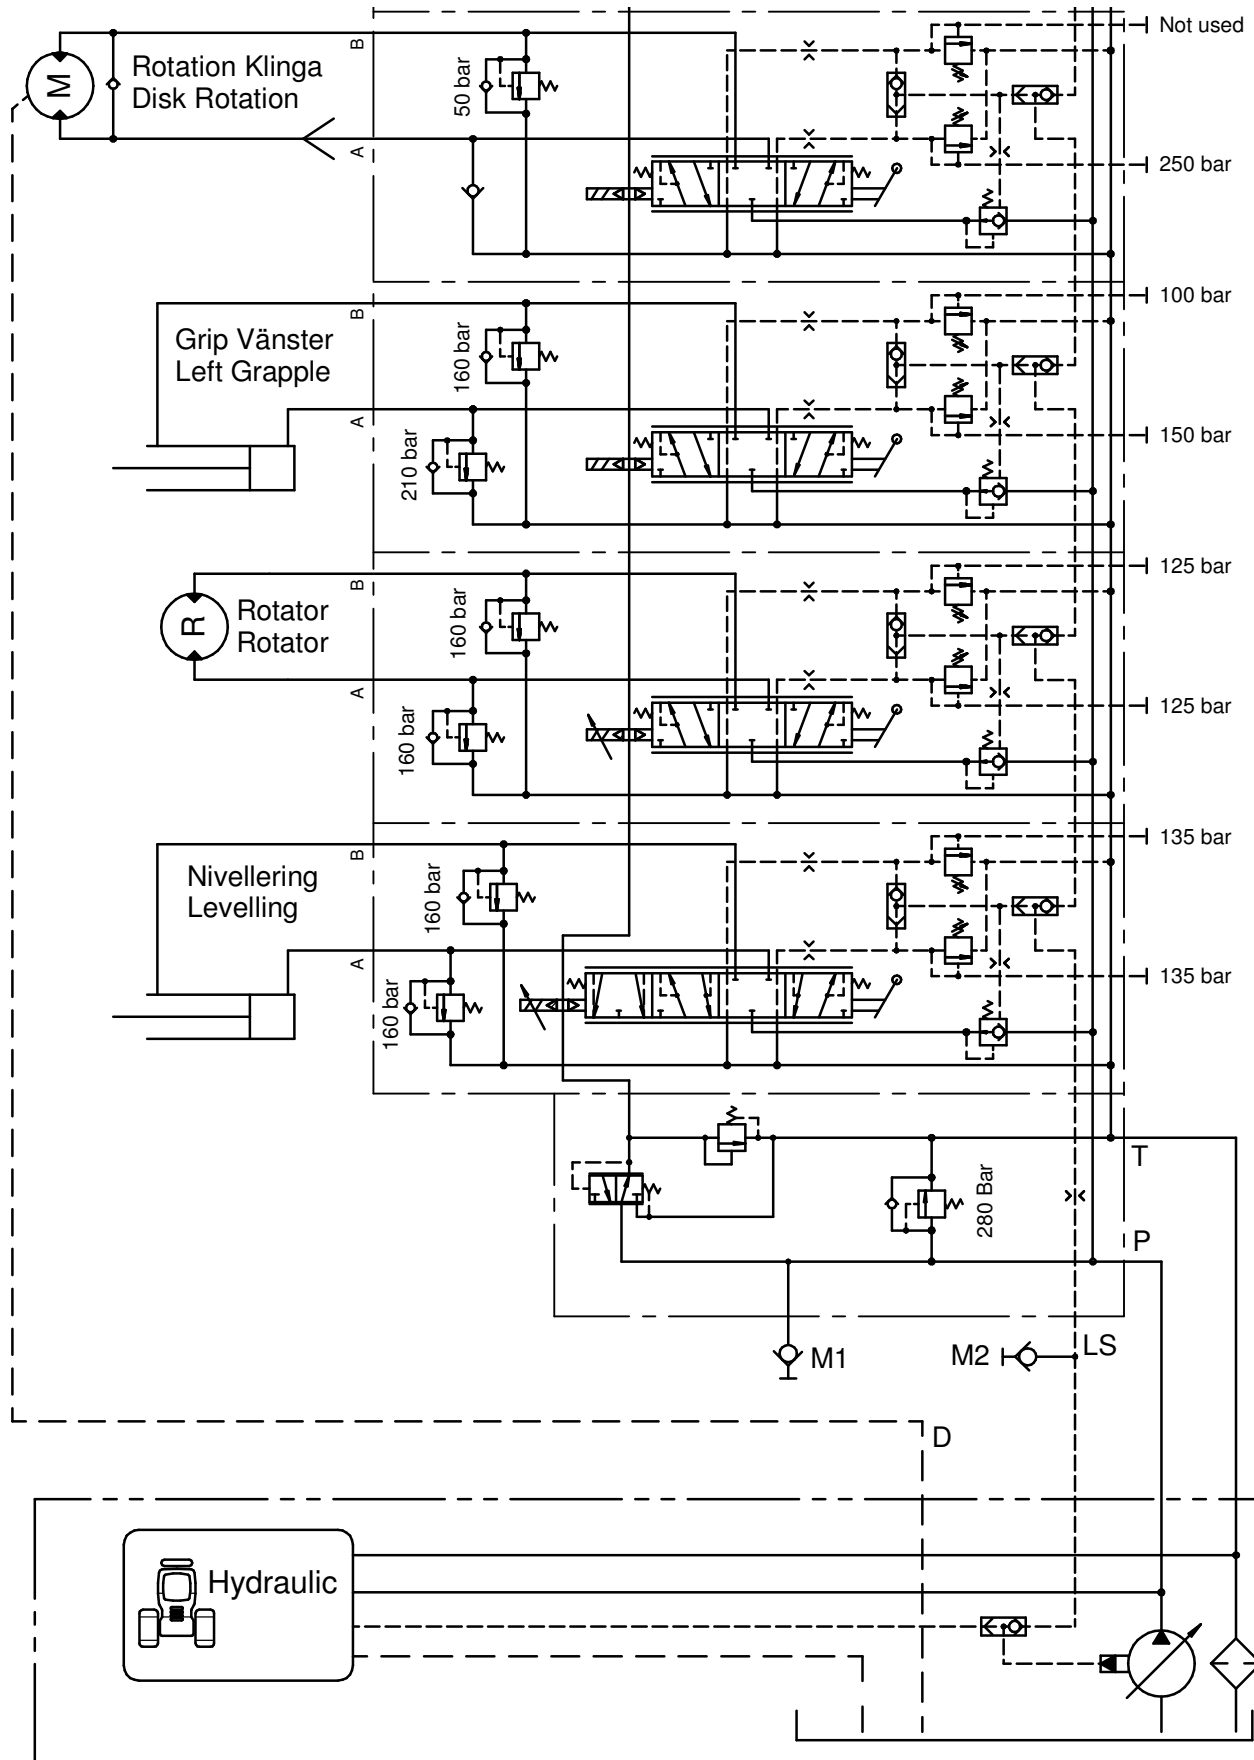 Not used
B
Rotation Klinga
Disk Rotation
M
50 bar
A
250 bar
100 bar
B
Grip Vänster
Left Grapple
160 bar
A
150 bar
210 bar
125 bar
B
Rotator
Rotator
R
160 bar
A
125 bar
160 bar
135 bar
B
Nivellering
Levelling
160 bar
A
135 bar
160 bar
T
280 Bar
P
M1
M2
LS
D
Hydraulic